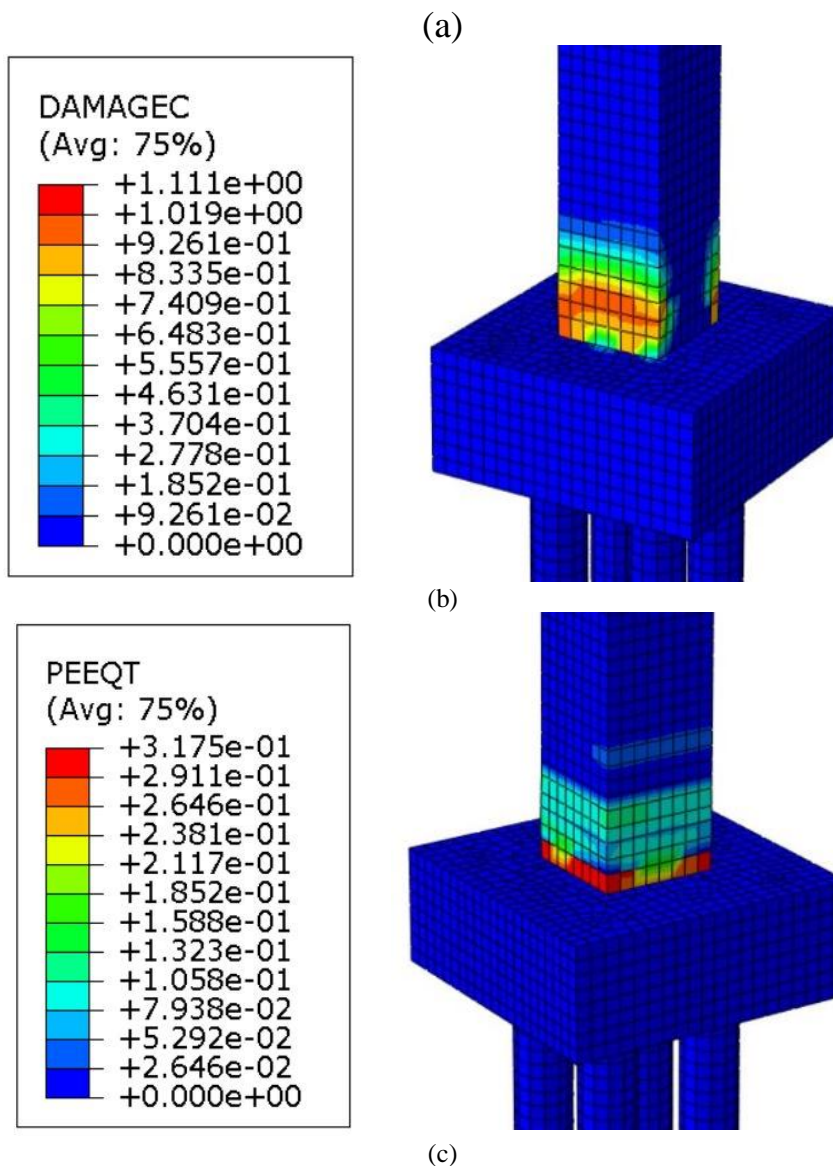 (a)
DAMAGEC
(Avg: 75%)
+1.111e+00
+1.019e+00
+9.261e-01
+8.335e-01
+7.409e-01
+6.483e-01
+5.557e-01
+4.631e-01
+3.704e-01
+2.778e-01
+1.852e-01
+9.261e-02
+0.000e+00
(b)
PEEQT
(Avg: 75%)
+3.175e-01
+2.911e-01
+2.646e-01
+2.381e-01
+2.117e-01
+1.852e-01
+1.588e-01
+1.323e-01
+1.058e-01
+7.938e-02
+5.292e-02
+2.646e-02
+0.000e+00
(c)